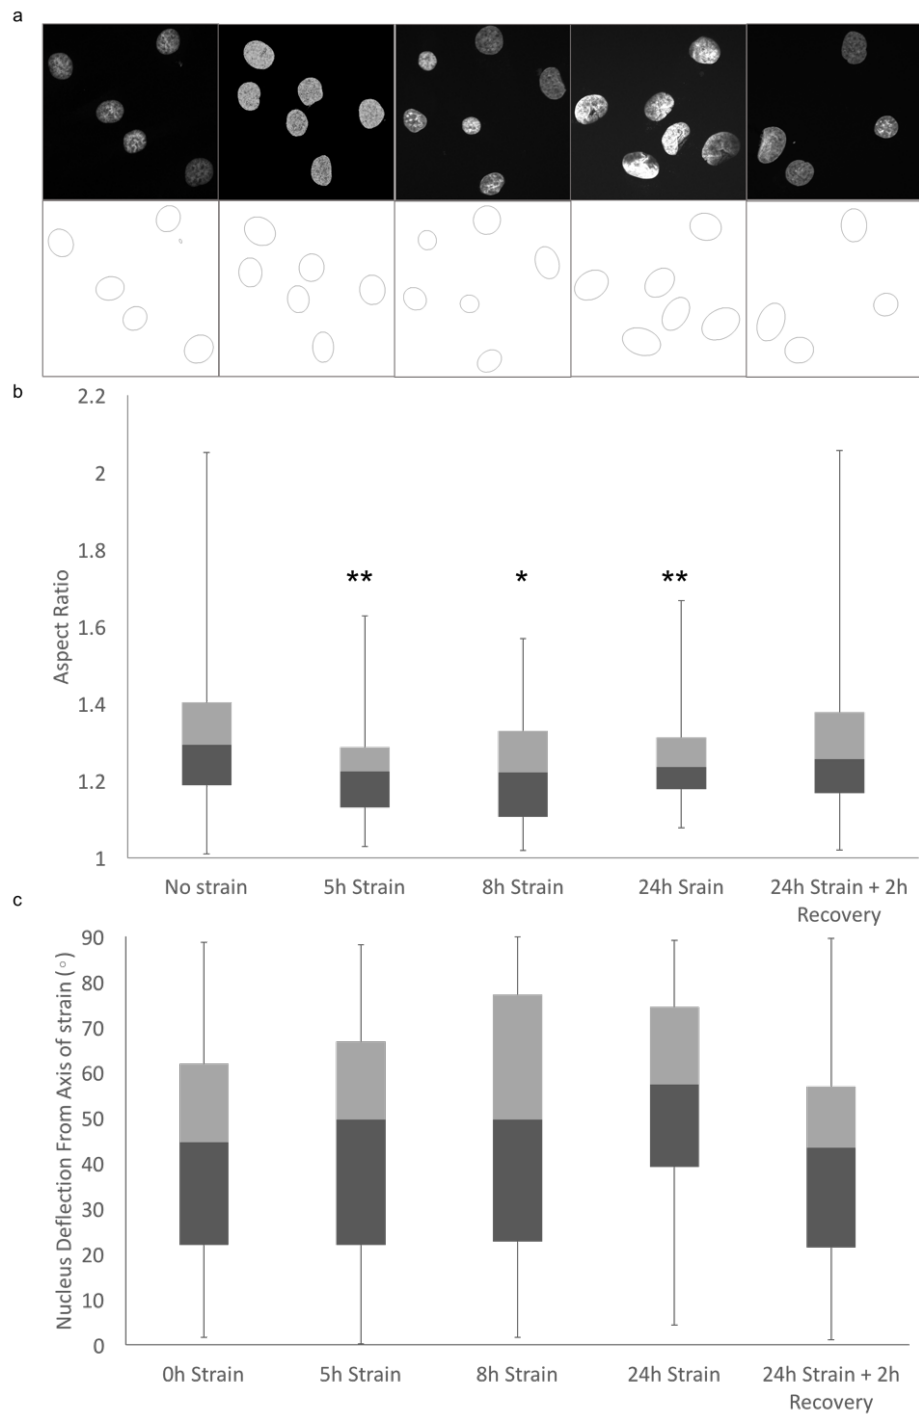 a
b
2.2
2
1.8
1.6
1.4
1.2
1
Aspect Ratio
**
*
**
No strain
5h Strain
8h Strain
24h Srain
24h Strain + 2h
Recovery
c
90
80
70
60
50
40
30
20
10
0
Nucleus Deflection From Axis of strain (○)
0h Strain
5h Strain
8h Strain
24h Strain
24h Strain + 2h
Recovery